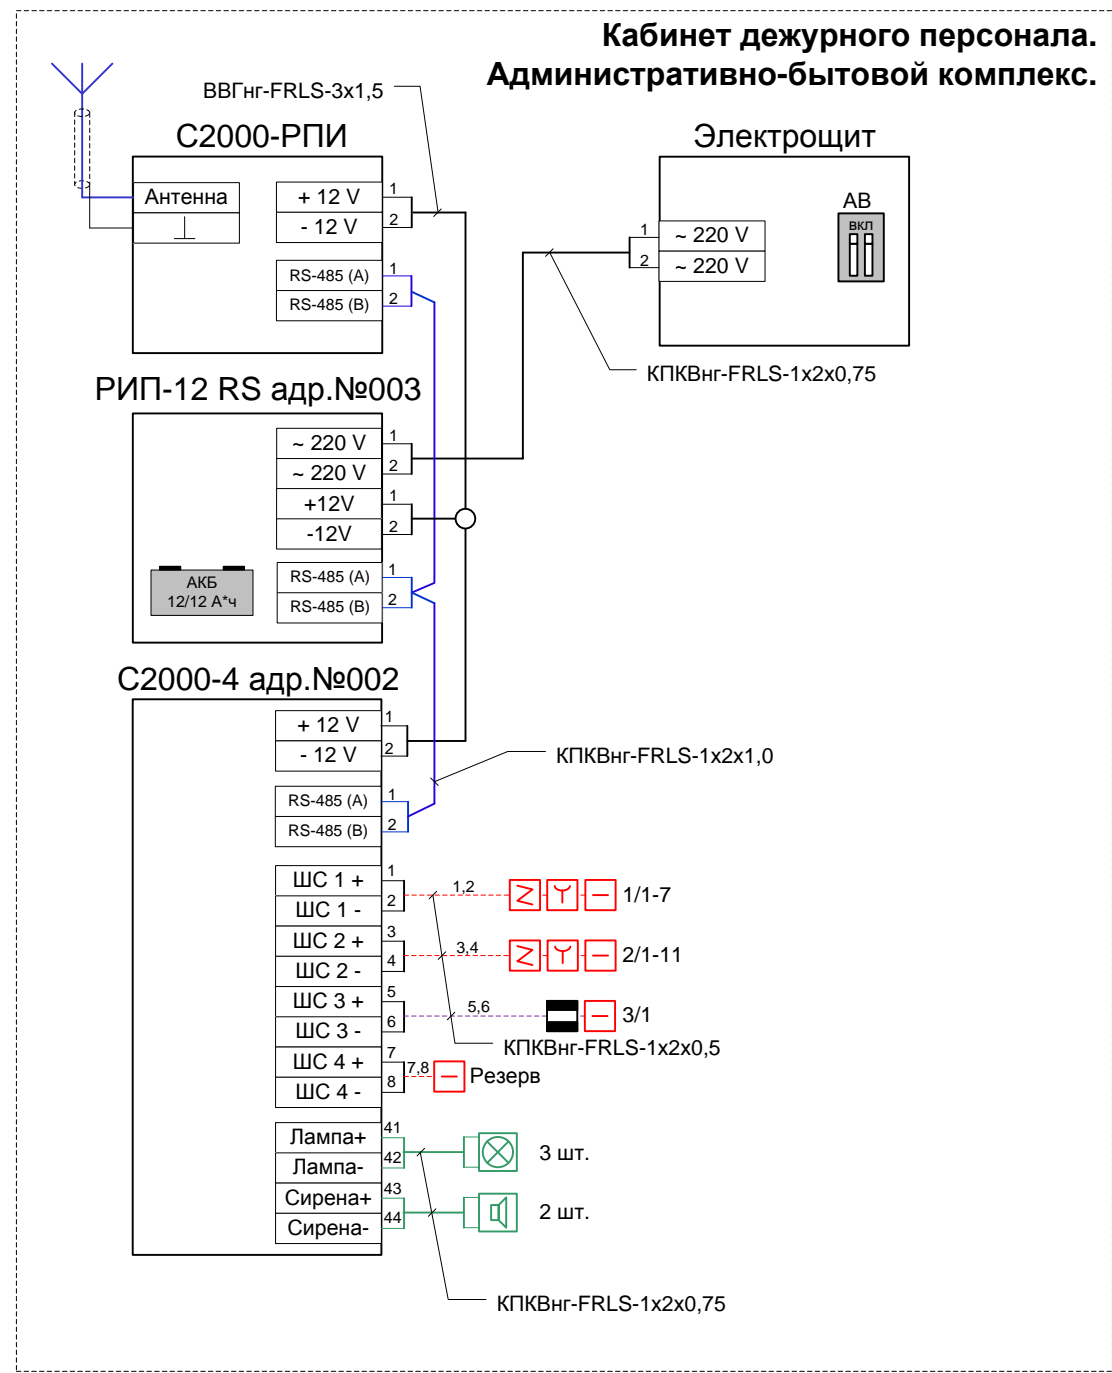 Кабинет дежурного персонала.
Административно-бытовой комплекс.
ВВГнг-FRLS-3х1,5
С2000-РПИ
Антенна
+ 12 V
1
- 12 V
2
RS-485 (A)
1
RS-485 (B)
2
Электрощит
АВ
ВКЛ
1
~ 220 V
2
~ 220 V
КПКВнг-FRLS-1х2х0,75
РИП-12 RS адр.№003
~ 220 V
1
~ 220 V
2
+12V
1
-12V
2
RS-485 (A)
1
RS-485 (B)
2
АКБ
12/12 А*ч
С2000-4 адр.№002
+ 12 V
1
- 12 V
2
КПКВнг-FRLS-1х2х1,0
RS-485 (A)
1
RS-485 (B)
2
ШС 1 +
1
ШС 1 -
2
1,2
1/1-7
ШС 2 +
3
ШС 2 -
4
3,4
2/1-11
ШС 3 +
5
ШС 3 -
6
5,6
3/1
КПКВнг-FRLS-1х2х0,5
ШС 4 +
7
ШС 4 -
8
7,8
Резерв
Лампа+
41
Лампа-
42
3 шт.
Сирена+
43
Сирена-
44
2 шт.
КПКВнг-FRLS-1х2х0,75